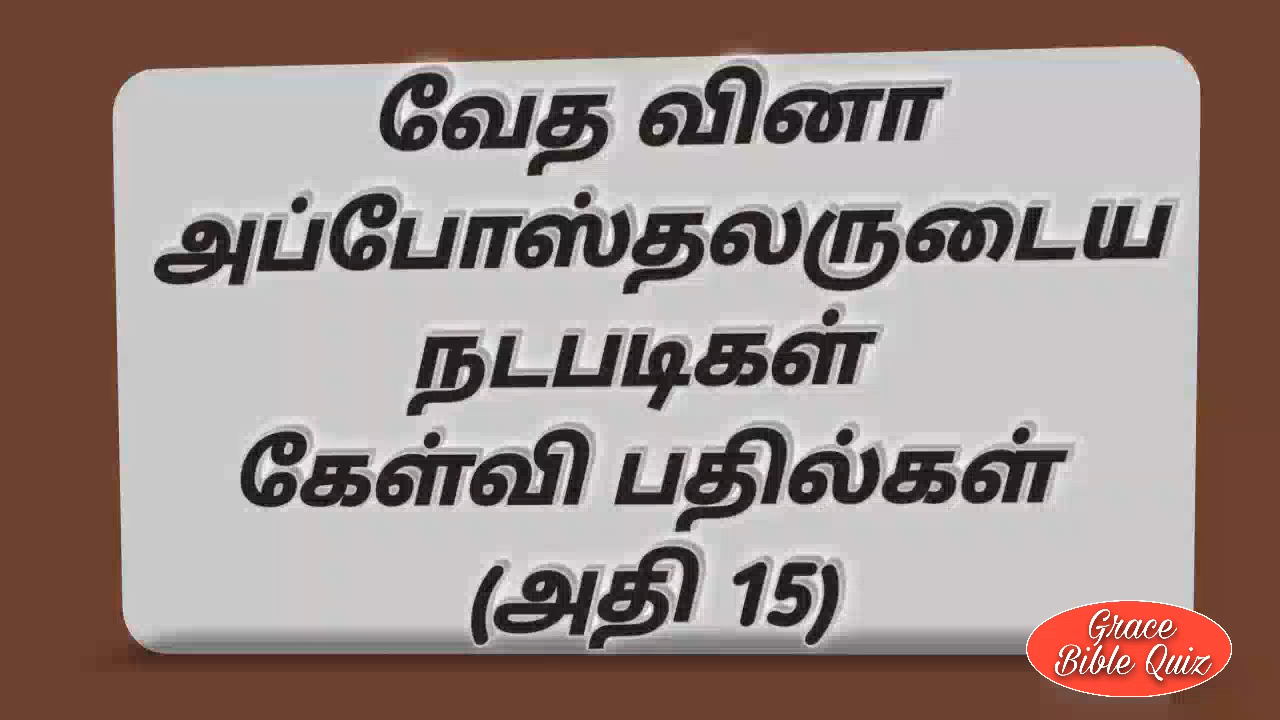 வேத வினா
அப்போஸ்தலருடைய
நடபடிகள்
கேள்வி பதில்கள்
(அதி 15)
Grace
Bible Quiz